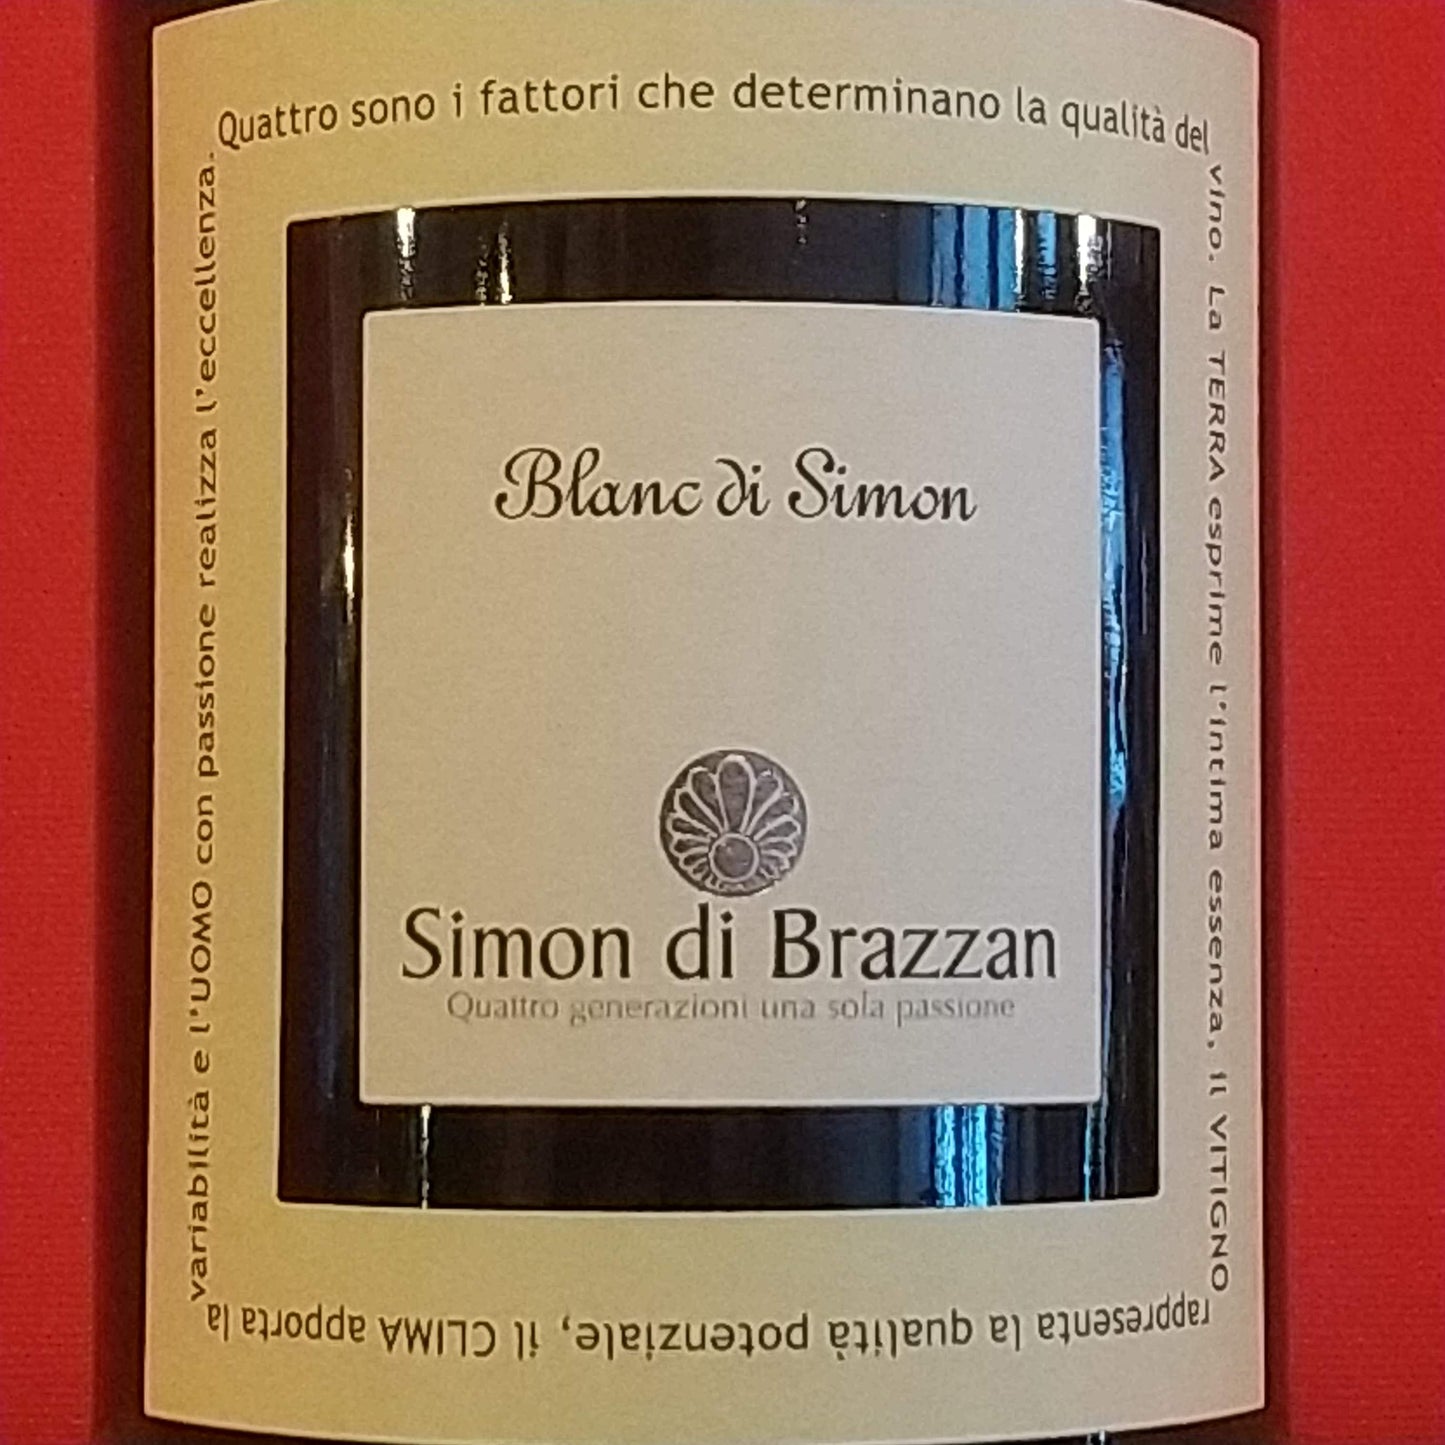 Quattro sono i fattori che determinano la qualità del
vino. La TERRA esprime l'intima essenza, il VITIGNO
rappresenta la qualità potenziale, il CLIMA apporta la
variabilità e l'UOMO con passione realizza l'eccellenza.
Blanc di Simon
Simon di Brazzan
Quattro generazioni una sola passione